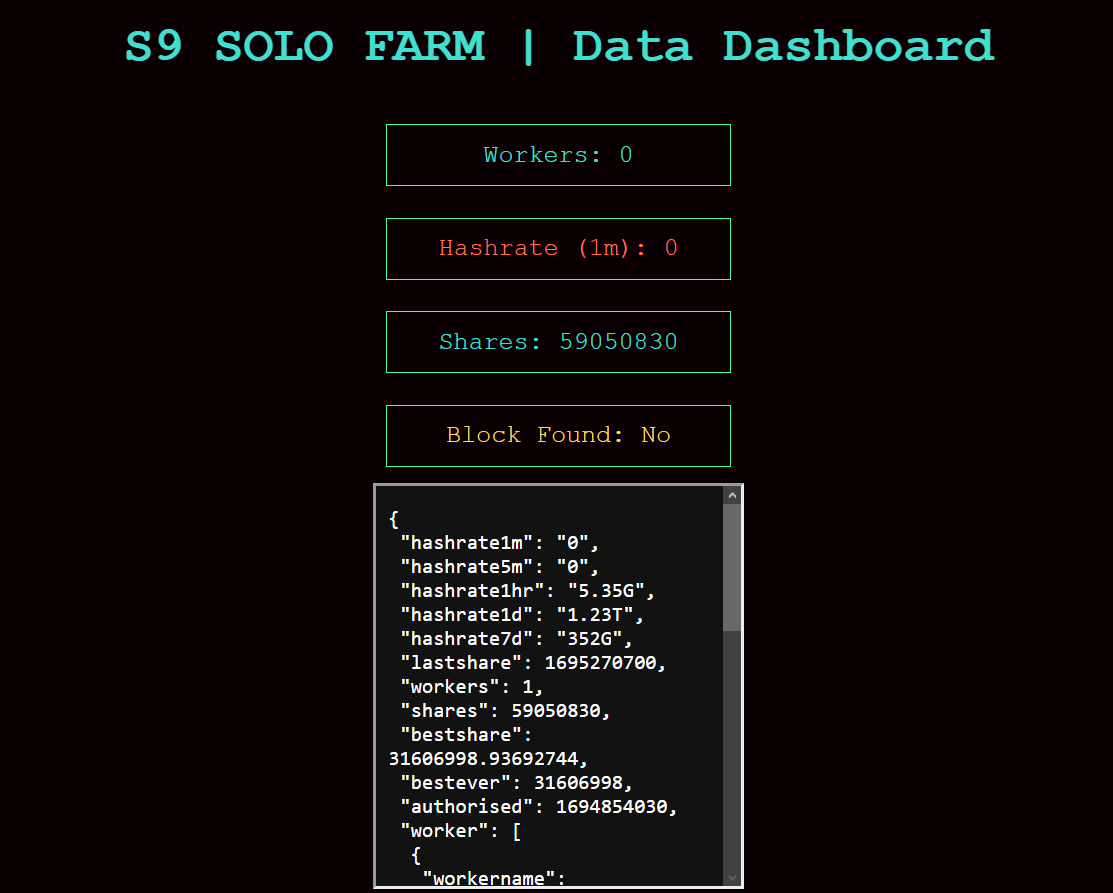 S9 SOLO FARM | Data Dashboard
Workers: 0
Hashrate (1m): 0
Shares: 59050830
Block Found: No
{
"hashrate1m": "0",
"hashrate5m": "0",
"hashrate1hr": "5.35G",
"hashrate1d": "1.23T",
"hashrate7d": "352G",
"lastshare": 1695270700,
"workers": 1,
"shares": 59050830,
"bestshare":
31606998.93692744,
"bestever": 31606998,
"authorised": 1694854030,
"worker": [
{
"workername":